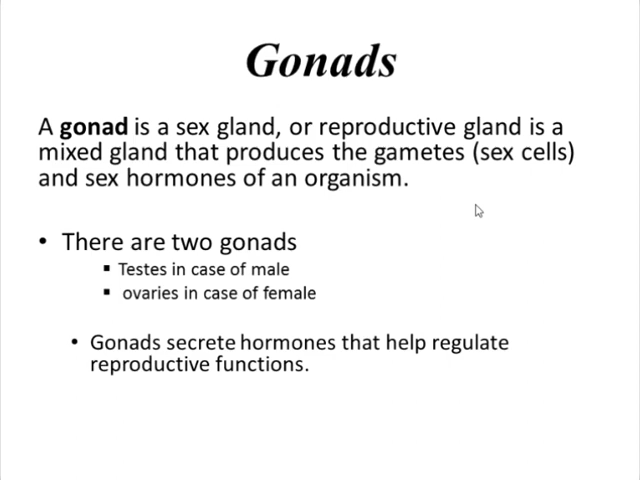 Gonads
A gonad is a sex gland, or reproductive gland is a
mixed gland that produces the gametes (sex cells)
and sex hormones of an organism.
• There are two gonads
▪ Testes in case of male
▪ ovaries in case of female
• Gonads secrete hormones that help regulate
reproductive functions.